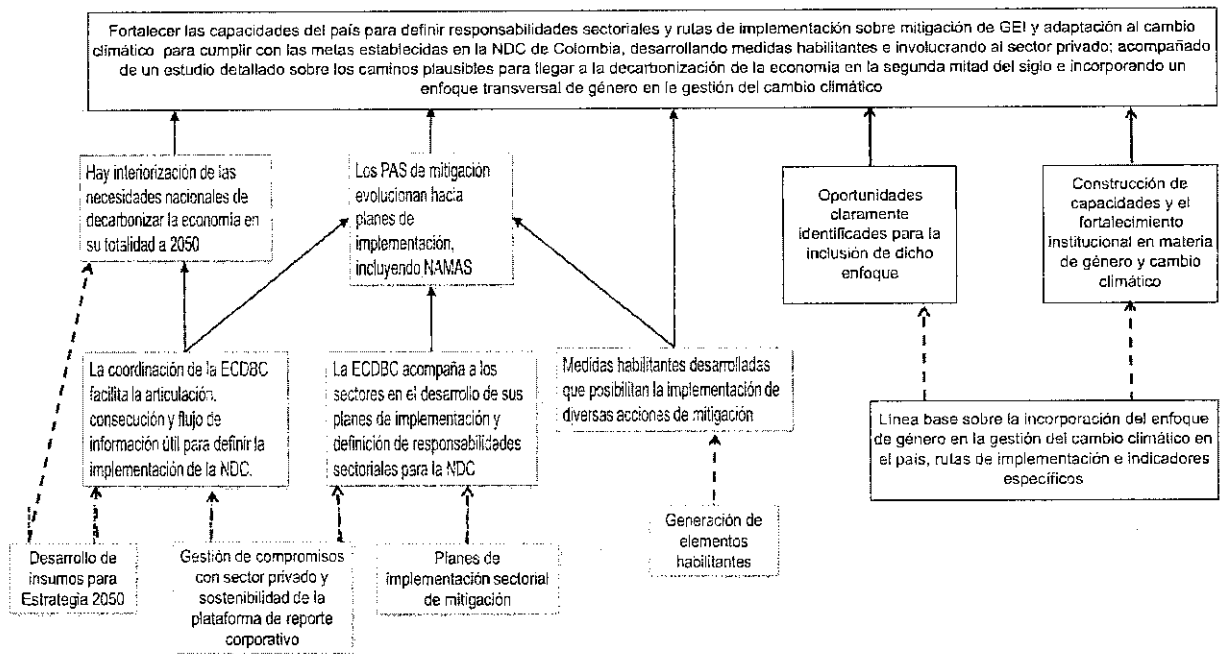 Fortalecer las capacidades del país para definir responsabilidades sectoriales y rutas de implementación sobre mitigación de GEI y adaptación al cambio
climático para cumplir con las metas establecidas en la NDC de Colombia, desarrollando medidas habilitantes e involucrando al sector privado; acompañado
de un estudio detallado sobre los caminos plausibles para llegar a la decarbonización de la economía en la segunda mitad del siglo e incorporando un
enfoque transversal de género en le gestión del cambio climático
Hay interiorización de las
necesidades nacionales de
decarbonizar la economía en
su totalidad a 2050
Los PAS de mitigación
evolucionan hacia
planes de
implementación,
incluyendo NAMAS
Oportunidades
claramente
identificades para la
inclusión de dicho
enfoque
Construcción de
capacidades y el
fortalecimiento
institucional en materia
de género y cambio
climático
La coordinación de la ECDBC
facilita la articulación,
consecución y flujo de
información útil para definir la
implementación de la NDC.
La ECDBC acompaña a los
sectores en el desarrollo de sus
planes de implementación y
definición de responsabilidades
sectoriales para la NDC
Medidas habilitantes desarrolladas
que posibilitan la implementación de
diversas acciones de mitigación
Línea base sobre la incorporación del enfoque
de género en la gestión del cambio climático en
el país, rutas de implementación e indicadores
específicos
Desarrollo de
insumos para
Estrategia 2050
Gestión de compromisos
con sector privado y
sostenibilidad de la
plataforma de reporte
corporativo
Planes de
implementación sectorial
de mitigación
Generación de
elementos
habilitantes